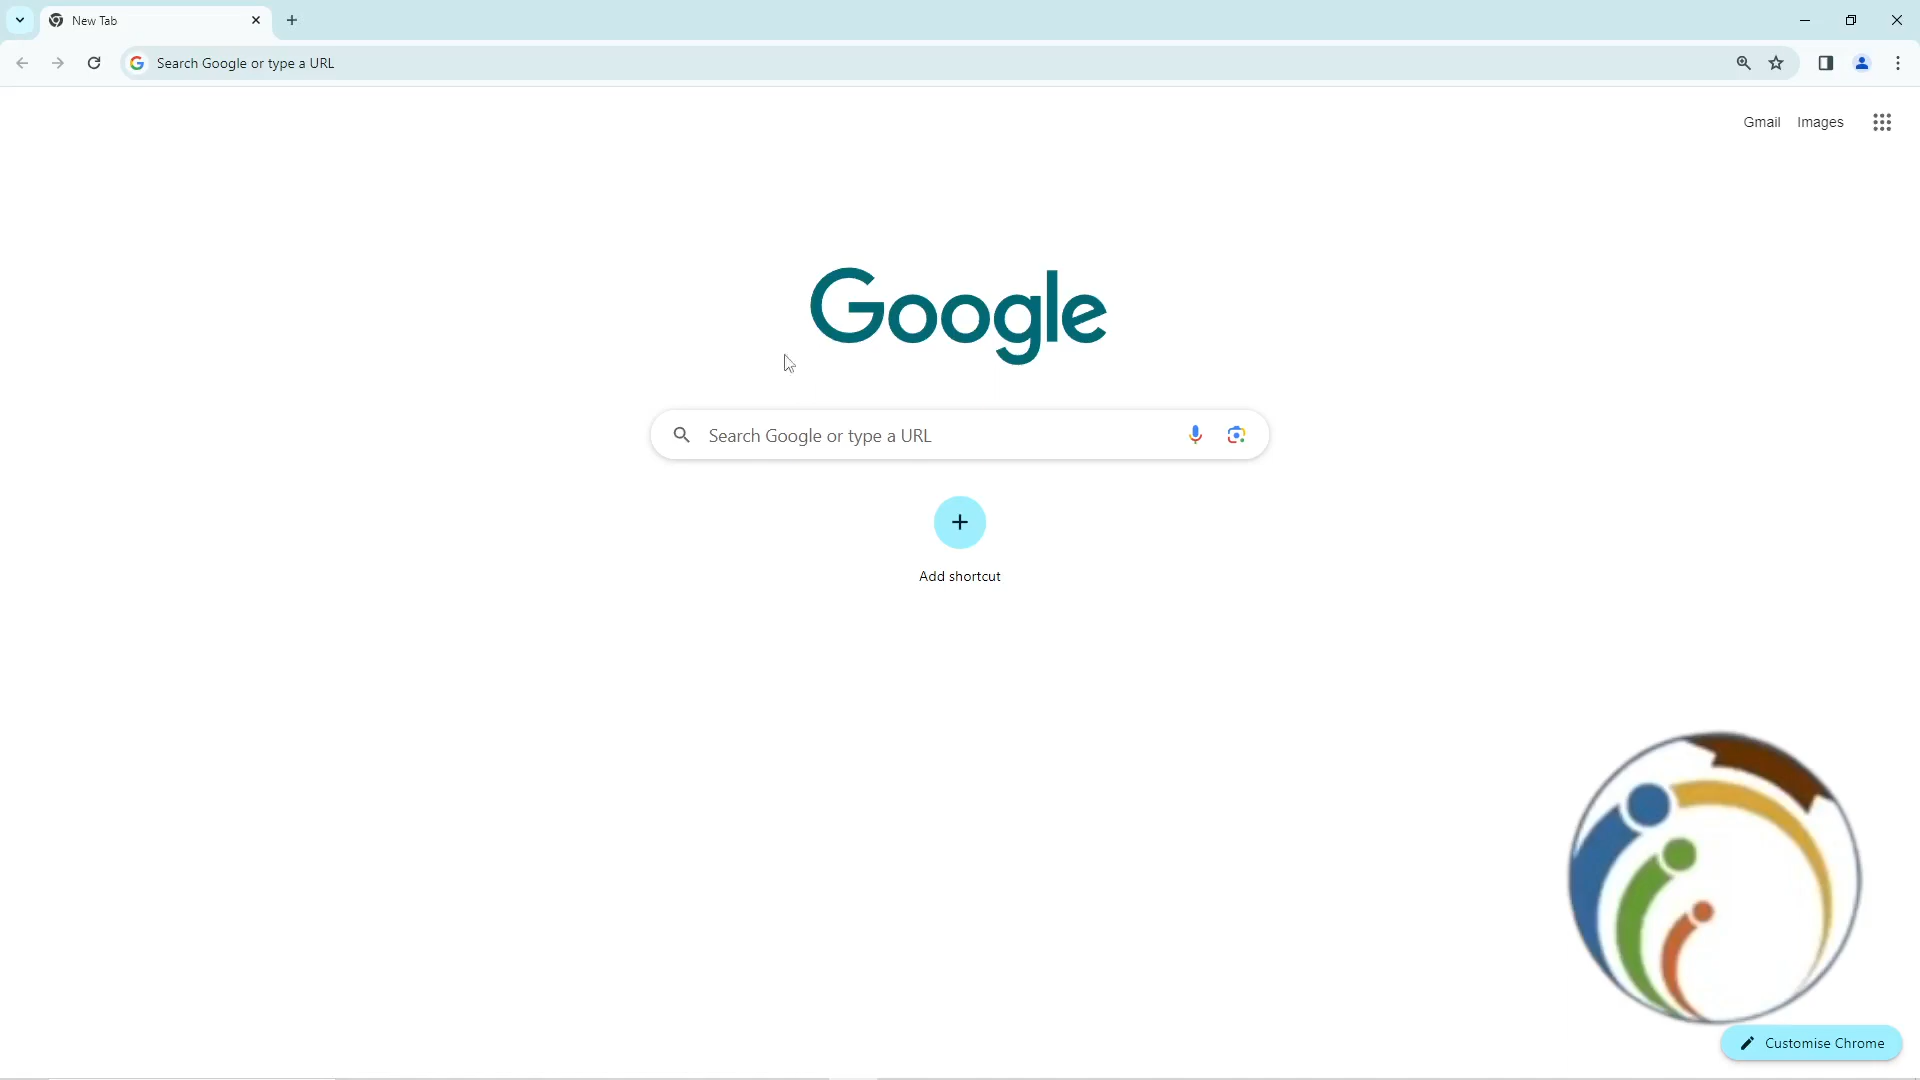 New Tab
Search Google or type a URL
Gmail Images
Google
Search Google or type a URL
Add shortcut
Customise Chrome